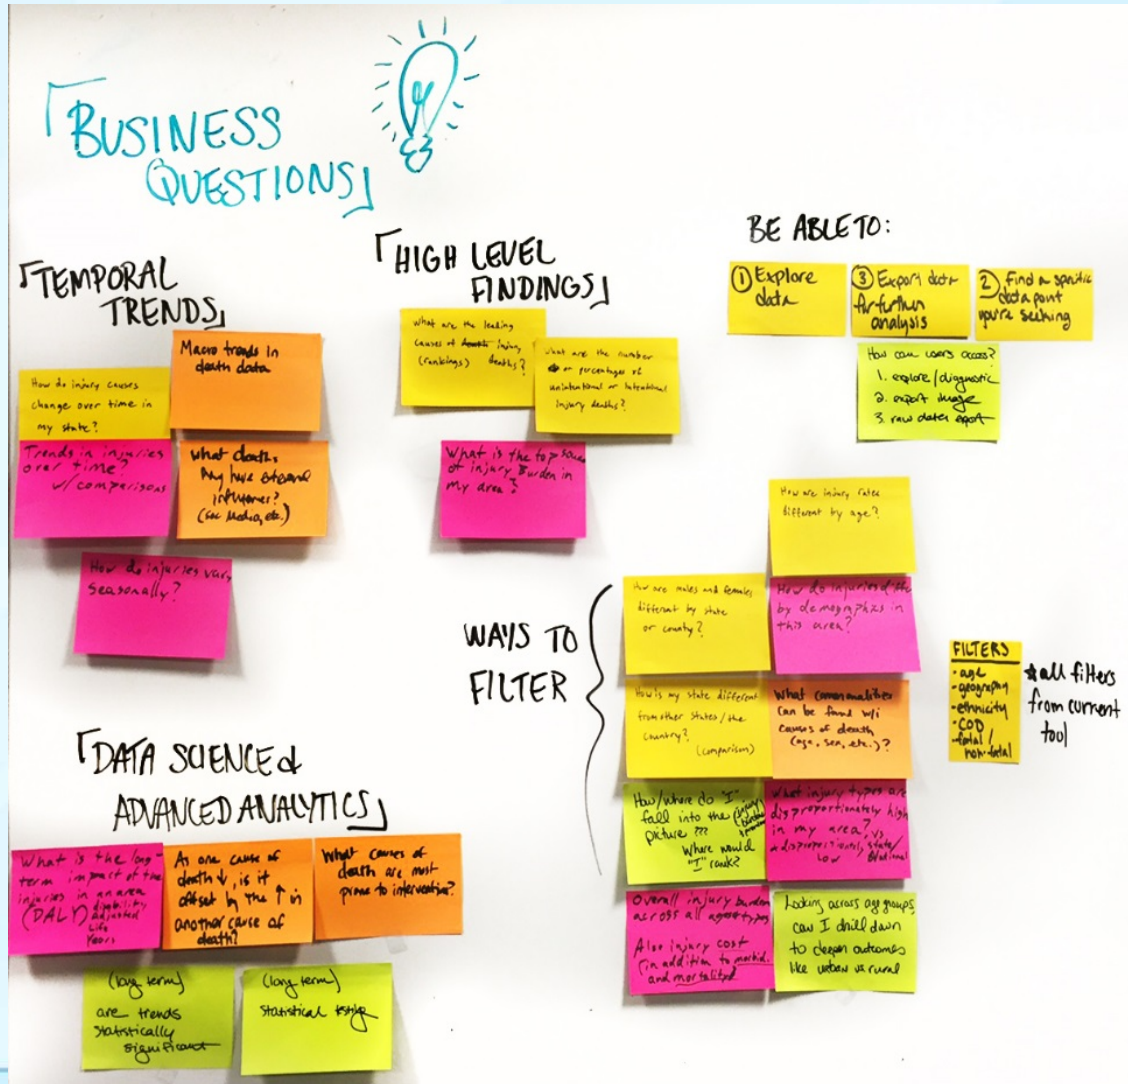 BUSINESS
QUESTIONS
TEMPORAL
TRENDS
How do injury causes
change over time in
my state?
Macro trends in
death data
Trends in injuries
over time?
w/ comparisons
What deaths
may have external
influences?
(soc media, etc.)
How do injuries vary
seasonally?
HIGH LEVEL
FINDINGS
What are the leading
causes of death injury
(rankings) deaths?
What are the number
or percentages of
unintentional or intentional
injury deaths?
What is the top
of injury burden in
my area?
BE ABLE TO:
① Explore
data
③ Export data
for further
analysis
② Find a specific
data point
you're seeking
How can users access?
1. explore/diagnostic
2. export image
3. raw data export
WAYS TO
FILTER
How are injury rates
different by age?
How are males and females
different by state
or county?
How do injuries differ
by demographics in
this area?
How is my state different
from other states/the
country?
(comparison)
What commonalities
can be found w/i
causes of death
(age, sex, etc.)?
How/where do "I"
fall into the (injury
picture ???
Where would
"I" rank?
What injury types are
disproportionately high
in my area? vs
disproportionately state/
low national
Overall injury burden
across all types
Also injury cost
(in addition to morbid.
and mortality)
Looking across age groups,
can I drill down
to deeper outcomes
like urban vs rural
FILTERS
- age
- geography
- ethnicity
- COD
- fatal/
non-fatal
*all filters
from current
tool
DATA SCIENCE &
ADVANCED ANALYTICS
What is the long-
term impact of the
injuries in an area
(DALY) disability
adjusted
Life
Years
As one cause of
death ↓, is it
offset by the ↑ in
another cause of
death?
What causes of
death are most
prone to intervention?
(long term)
are trends
statistically
significant
(long term)
statistical testing